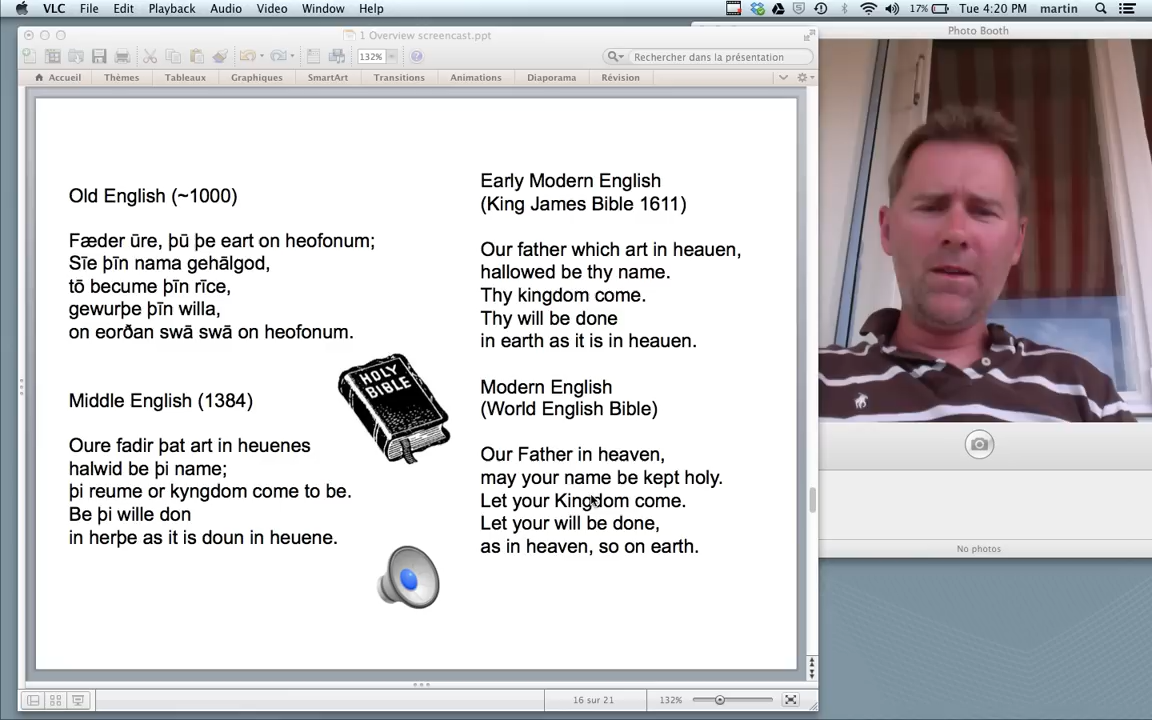 VLC File Edit Playback Audio Video Window Help
17% Tue 4:20 PM martin
1 Overview screencast.ppt
Photo Booth
132%
Rechercher dans la présentation
Accueil Thèmes Tableaux Graphiques SmartArt Transitions Animations Diaporama Révision
Old English (~1000)
Fæder ūre, þū þe eart on heofonum;
Sīe þīn nama gehālgod,
tō become þīn rīce,
gewurþe þīn willa,
on eorðan swā swā on heofonum.
Middle English (1384)
Oure fadir þat art in heuenes
halwid be þi name;
þi reume or kyngdom come to be.
Be þi wille don
in herþe as it is doun in heuene.
HOLY
BIBLE
Early Modern English
(King James Bible 1611)
Our father which art in heauen,
hallowed be thy name.
Thy kingdom come.
Thy will be done
in earth as it is in heauen.
Modern English
(World English Bible)
Our Father in heaven,
may your name be kept holy.
Let your Kingdom come.
Let your will be done,
as in heaven, so on earth.
No photos
16 sur 21
132%